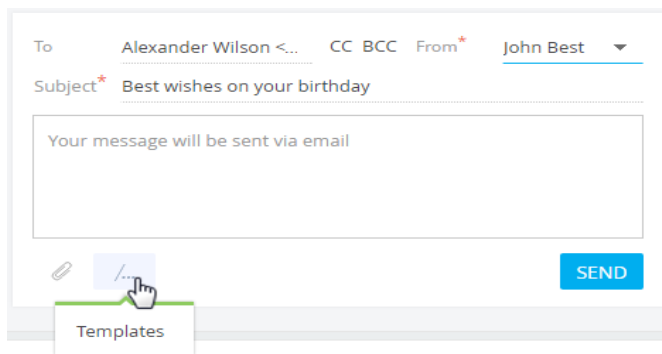 To Alexander Wilson <... CC BCC From* John Best
Subject* Best wishes on your birthday
Your message will be sent via email
/...
SEND
Templates